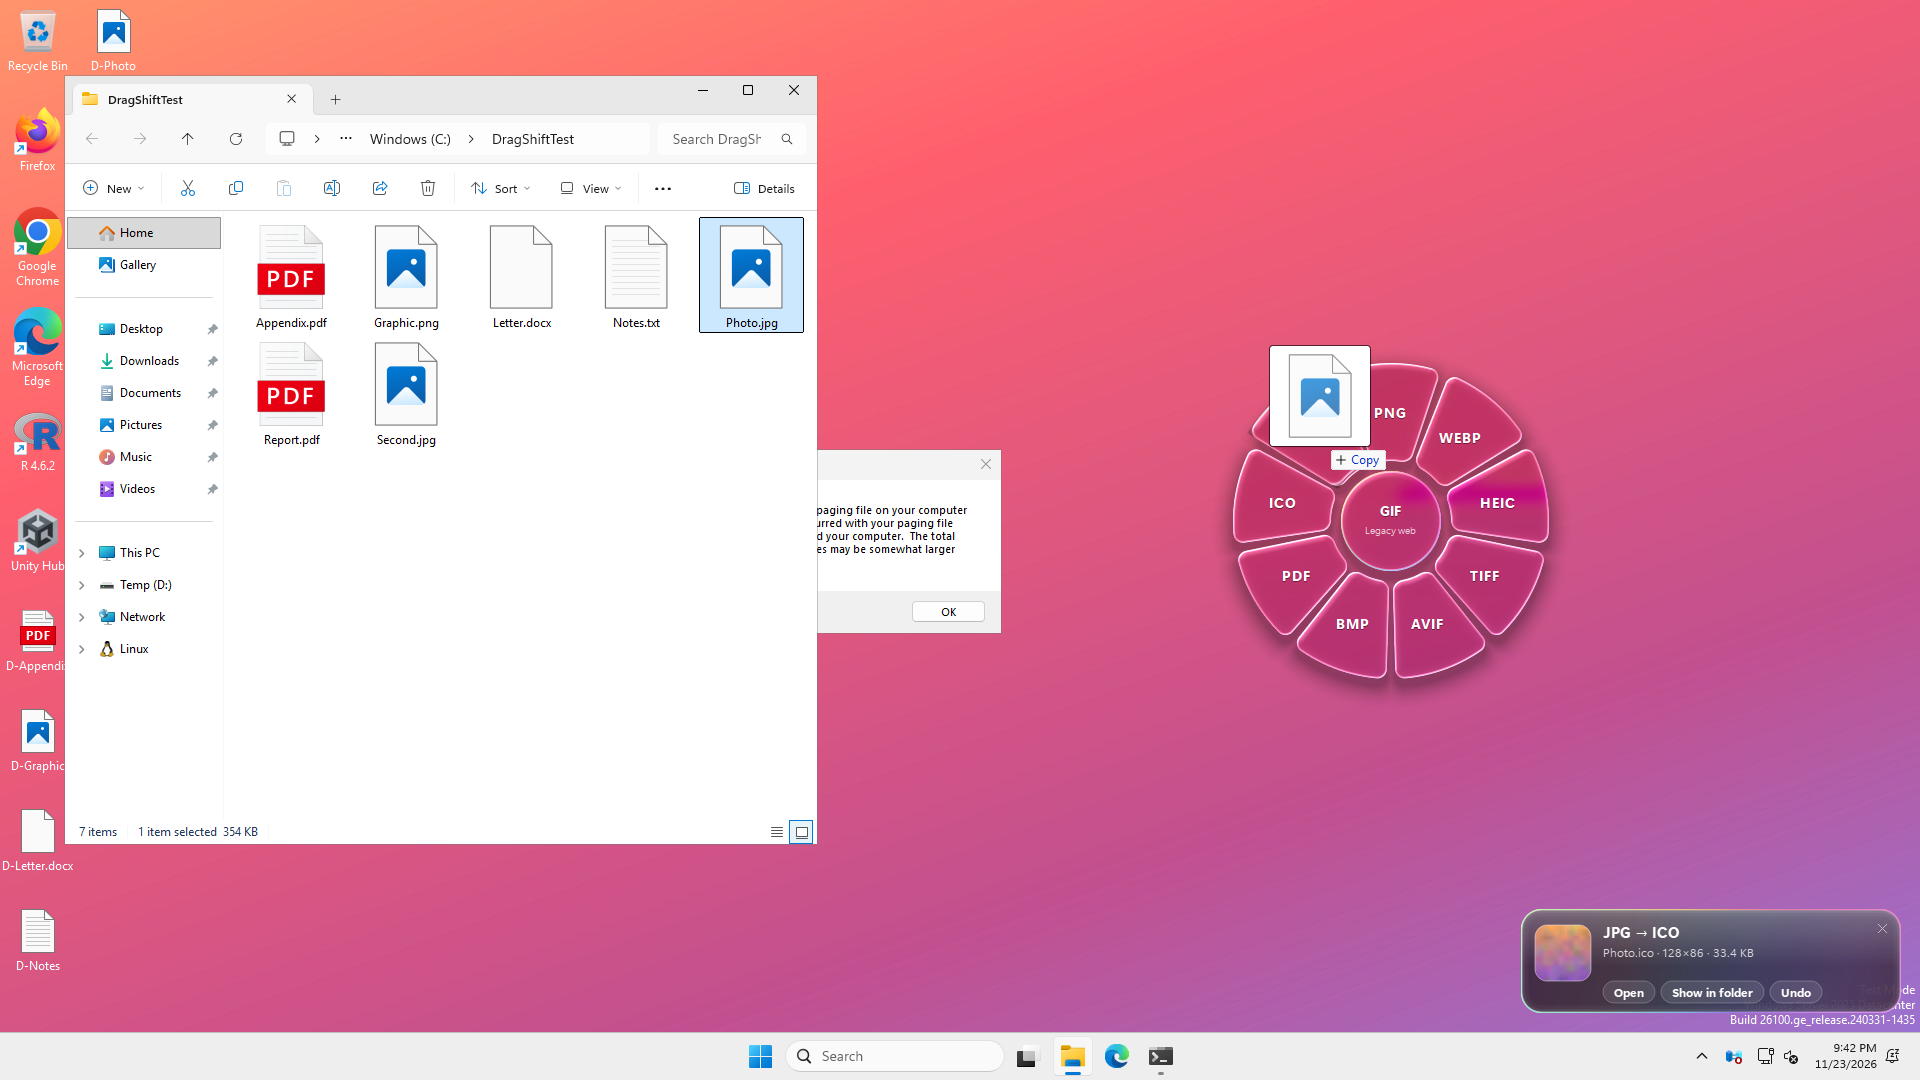 Recycle Bin
D-Photo
Firefox
Google
Chrome
Microsoft
Edge
R 4.6.2
Unity Hub
PDF
D-Appendi
D-Graphic
D-Letter.docx
D-Notes
DragShiftTest
Windows (C:)
DragShiftTest
Search DragSh
New
Sort
View
Details
Home
Gallery
Desktop
Downloads
Documents
Pictures
Music
Videos
This PC
Temp (D:)
Network
Linux
PDF
Appendix.pdf
Graphic.png
Letter.docx
Notes.txt
Photo.jpg
PDF
Report.pdf
Second.jpg
7 items
1 item selected 354 KB
paging file on your computer
urred with your paging file
d your computer. The total
es may be somewhat larger
OK
Copy
PNG
WEBP
HEIC
TIFF
AVIF
BMP
PDF
ICO
GIF
Legacy web
JPG → ICO
Photo.ico · 128×86 · 33.4 KB
Open
Show in folder
Undo
Build 26100.ge_release.240331-1435
Search
9:42 PM
11/23/2026